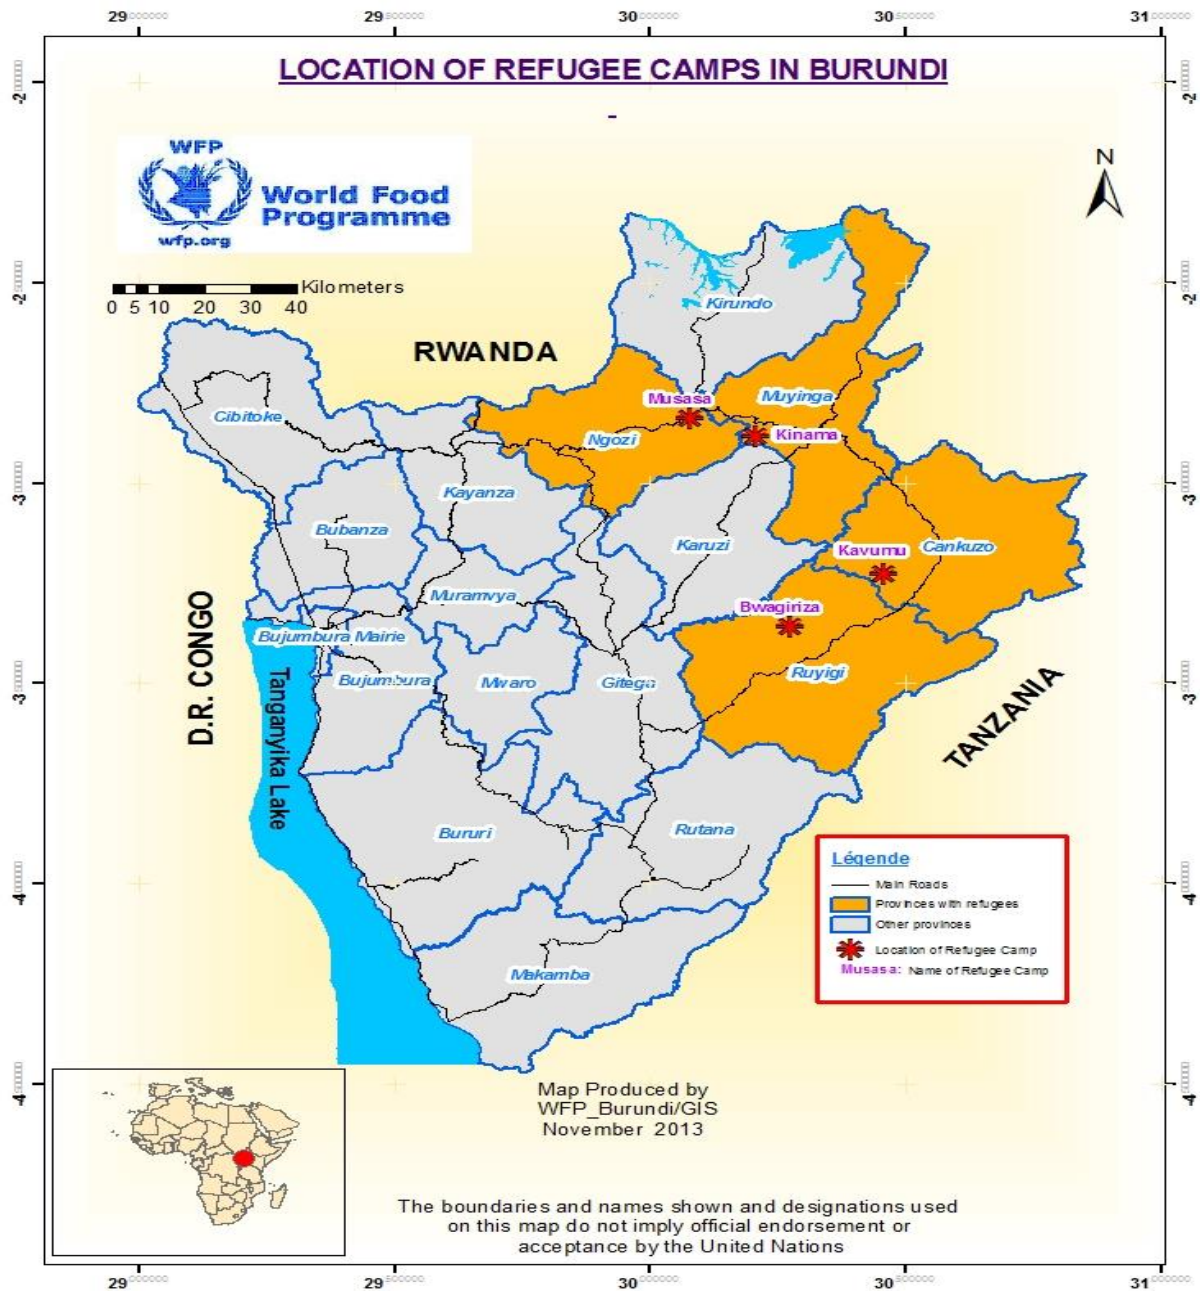 29 30 30 31
LOCATION OF REFUGEE CAMPS IN BURUNDI
-
WFP
World Food
Programme
wfp.org
N
Kilometers
0 5 10 20 30 40
RWANDA
Kirundo
Cibitoke
Musasa
Muyinga
Ngozi
Kinama
Kayanza
Bubanza
Karuzi
Kavumu
Cankuzo
Muramvya
Bwagiriza
Bujumbura Mairie
D.R. CONGO
Tanganyika Lake
Bujumbura
Mwaro
Gitega
Ruyigi
TANZANIA
Bururi
Rutana
Makamba
Légende
Main Roads
Provinces with refugees
Other provinces
Location of Refugee Camp
Musasa: Name of Refugee Camp
Map Produced by
WFP_Burundi/GIS
November 2013
The boundaries and names shown and designations used
on this map do not imply official endorsement or
acceptance by the United Nations